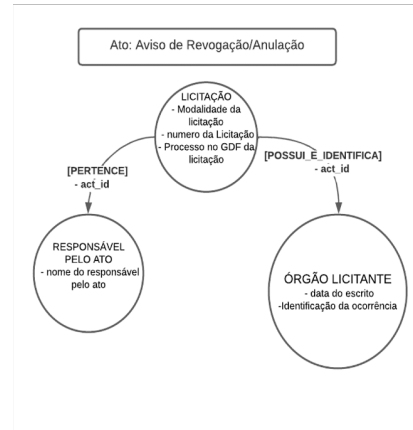 Ato: Aviso de Revogação/Anulação
LICITAÇÃO
- Modalidade da
licitação
- numero da Licitação
- Processo no GDF da
licitação
[PERTENCE]
- act_id
[POSSUI_E_IDENTIFICA]
- act_id
RESPONSÁVEL
PELO ATO
- nome do responsável
pelo ato
ÓRGÃO LICITANTE
- data do escrito
-Identificação da ocorrência